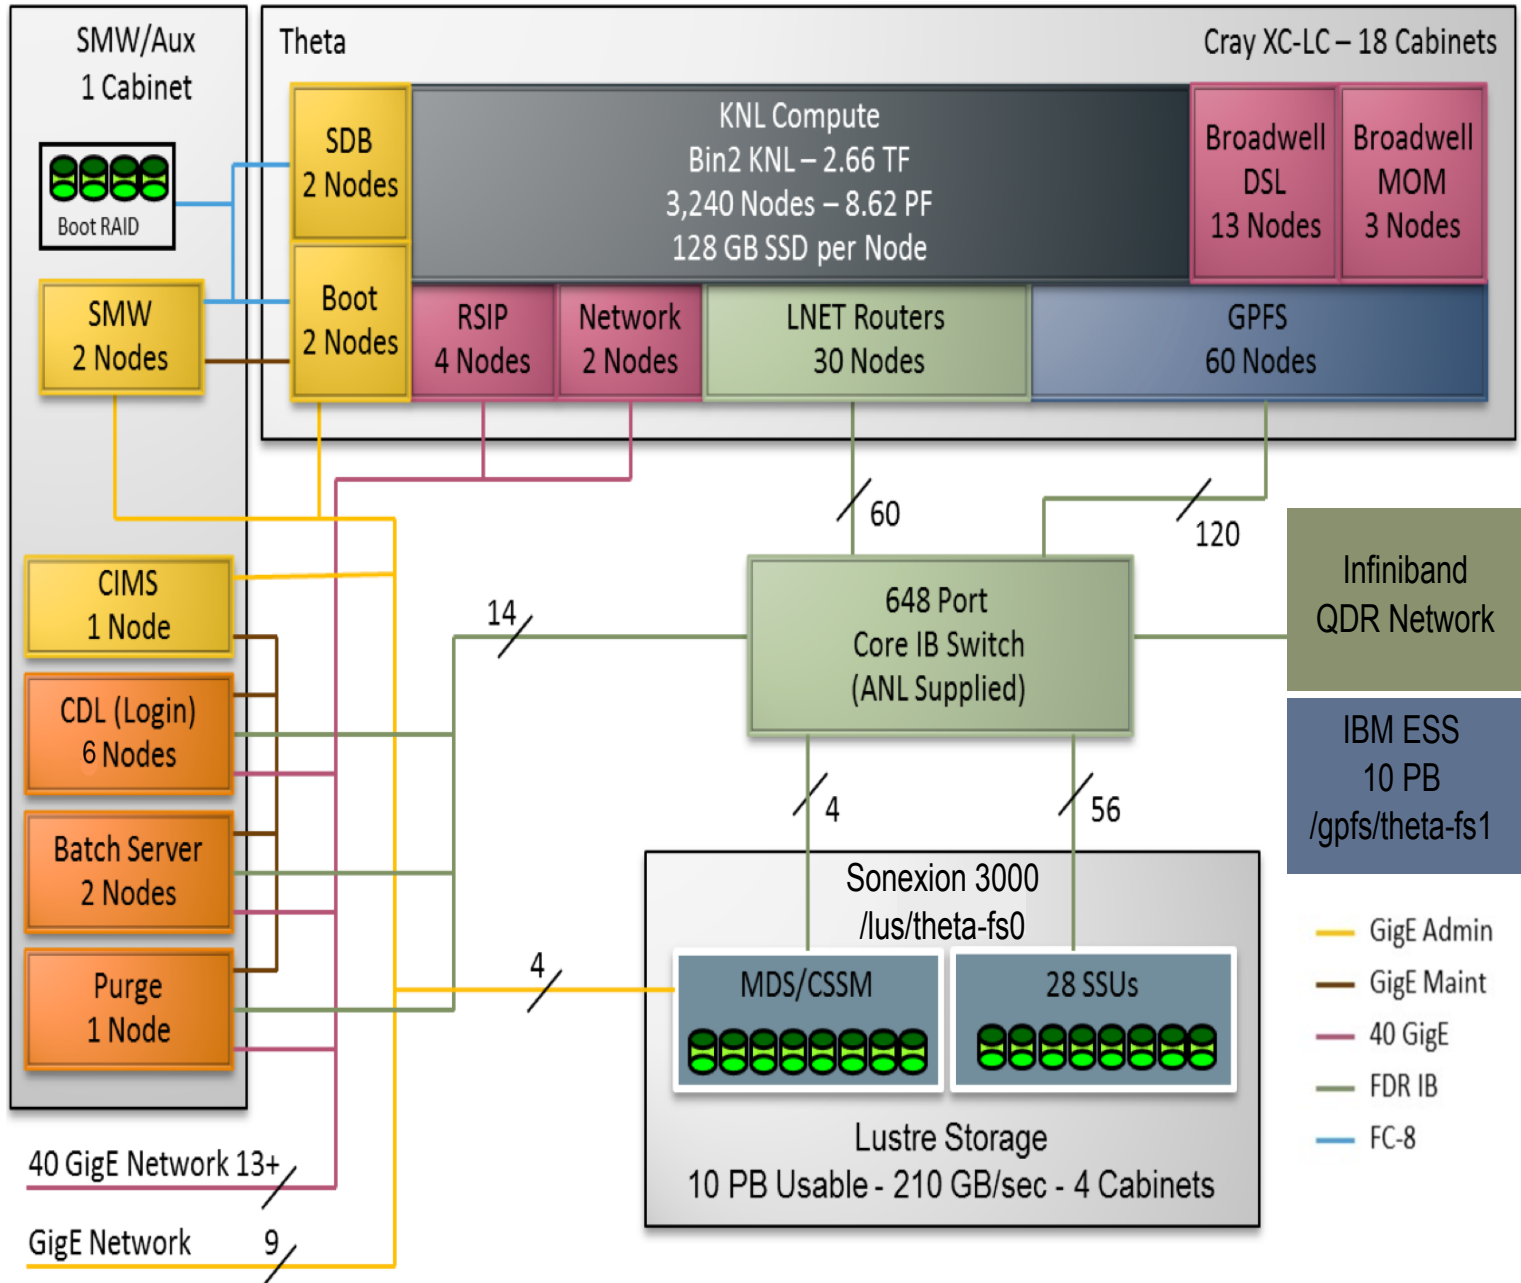 SMW/Aux
1 Cabinet
Boot RAID
SMW
2 Nodes
Theta
Cray XC-LC – 18 Cabinets
SDB
2 Nodes
Boot
2 Nodes
KNL Compute
Bin2 KNL – 2.66 TF
3,240 Nodes – 8.62 PF
128 GB SSD per Node
Broadwell
DSL
13 Nodes
Broadwell
MOM
3 Nodes
RSIP
4 Nodes
Network
2 Nodes
LNET Routers
30 Nodes
GPFS
60 Nodes
60
120
CIMS
1 Node
CDL (Login)
6 Nodes
Batch Server
2 Nodes
Purge
1 Node
14
648 Port
Core IB Switch
(ANL Supplied)
Infiniband
QDR Network
IBM ESS
10 PB
/gpfs/theta-fs1
4
56
Sonexion 3000
/lus/theta-fs0
4
MDS/CSSM
28 SSUs
Lustre Storage
10 PB Usable - 210 GB/sec - 4 Cabinets
GigE Admin
GigE Maint
40 GigE
FDR IB
FC-8
40 GigE Network 13+
GigE Network 9